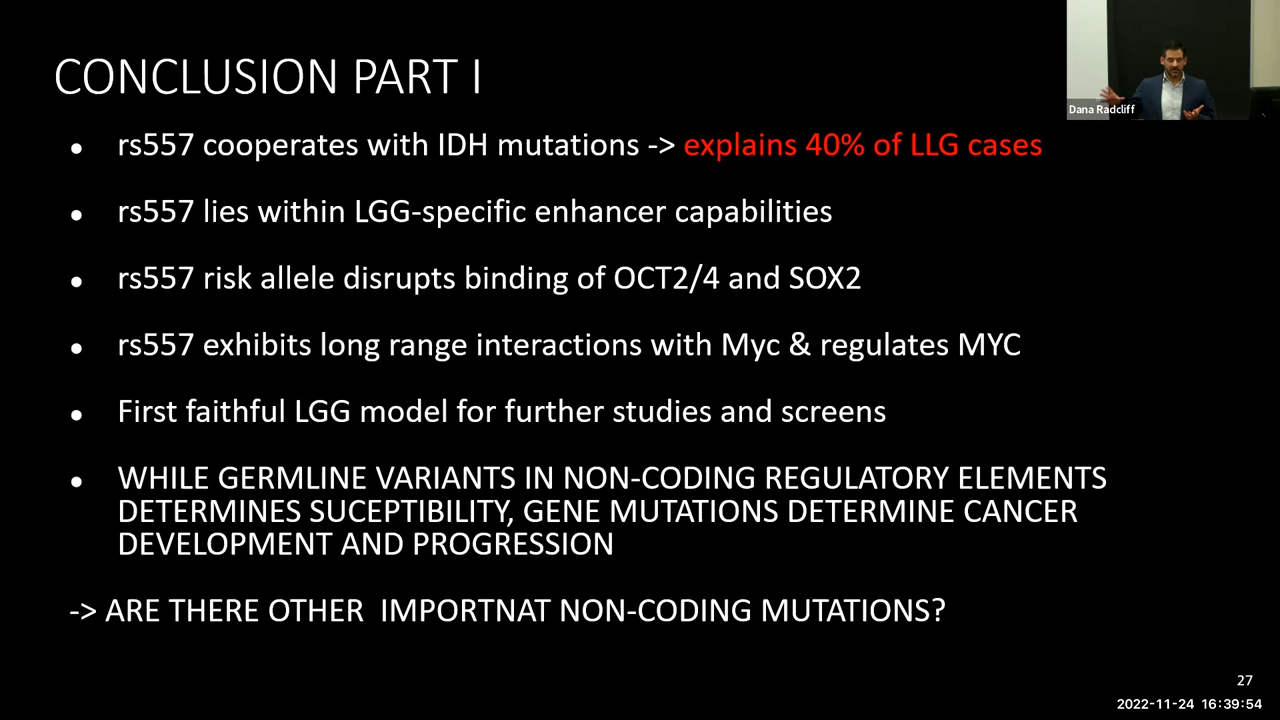 CONCLUSION PART I
Dana Radcliff
• rs557 cooperates with IDH mutations -> explains 40% of LLG cases
• rs557 lies within LGG-specific enhancer capabilities
• rs557 risk allele disrupts binding of OCT2/4 and SOX2
• rs557 exhibits long range interactions with Myc & regulates MYC
• First faithful LGG model for further studies and screens
• WHILE GERMLINE VARIANTS IN NON-CODING REGULATORY ELEMENTS
DETERMINES SUCEPTIBILITY, GENE MUTATIONS DETERMINE CANCER
DEVELOPMENT AND PROGRESSION
-> ARE THERE OTHER  IMPORTNAT NON-CODING MUTATIONS?
27
2022-11-24 16:39:54